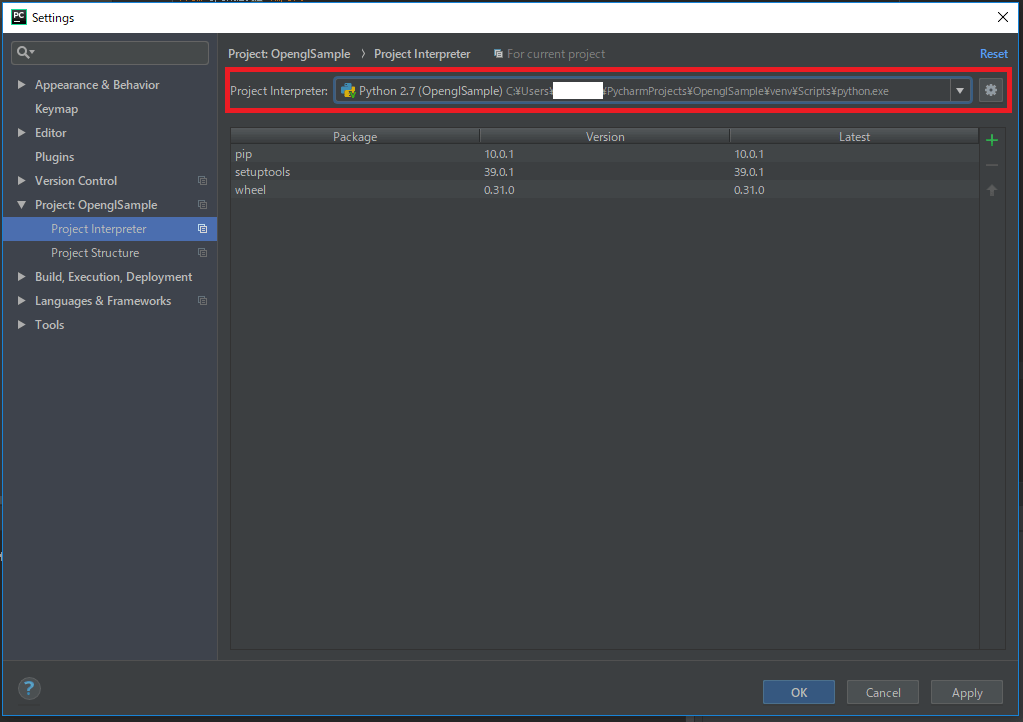 PC Settings
Project: OpenglSample › Project Interpreter For current project Reset
Project Interpreter: Python 2.7 (OpenglSample) C:¥Users¥ ¥PycharmProjects¥OpenglSample¥venv¥Scripts¥python.exe
Appearance & Behavior
Keymap
Editor
Plugins
Version Control
Project: OpenglSample
Project Interpreter
Project Structure
Build, Execution, Deployment
Languages & Frameworks
Tools
Package Version Latest
pip 10.0.1 10.0.1
setuptools 39.0.1 39.0.1
wheel 0.31.0 0.31.0
? OK Cancel Apply